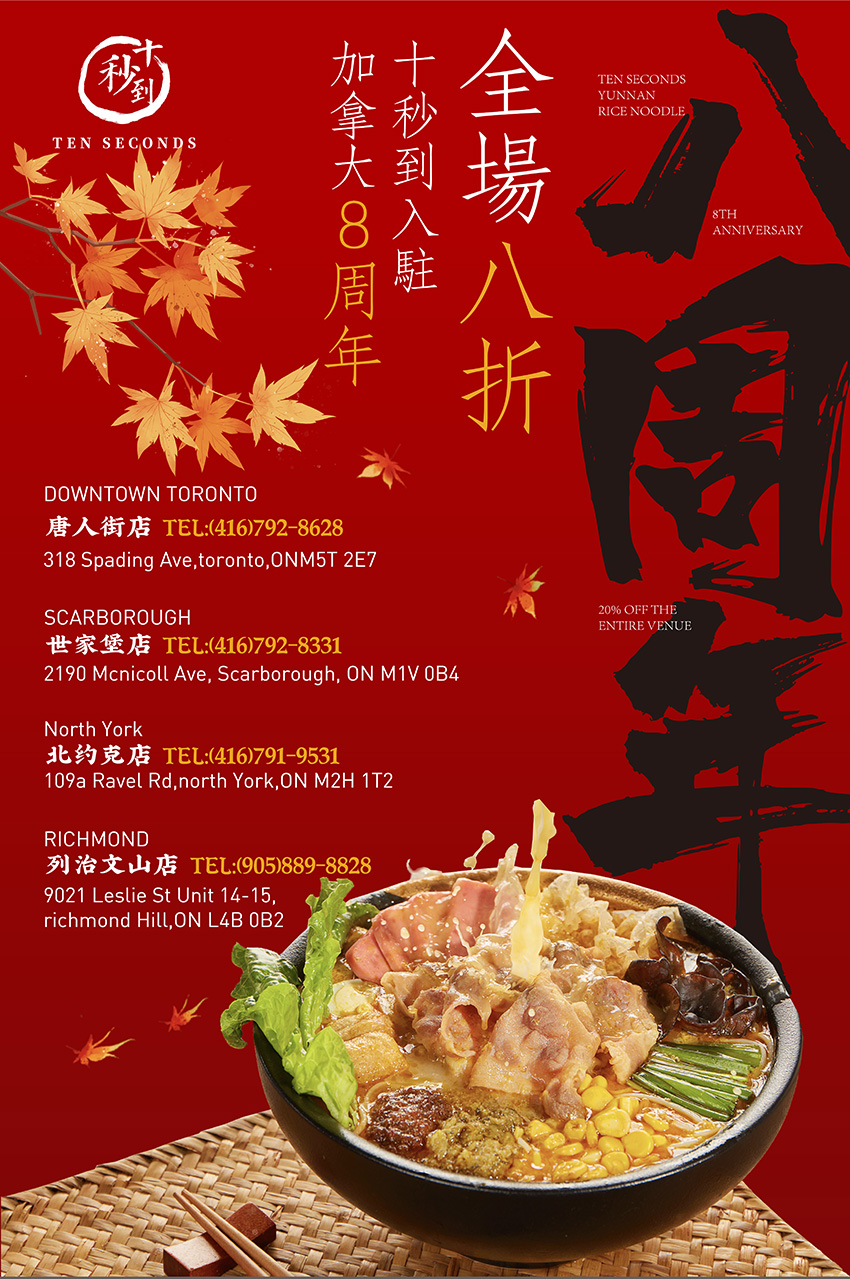 十秒到
TEN SECONDS
全場八折
十秒到入駐
加拿大8周年
TEN SECONDS
YUNNAN
RICE NOODLE
8TH
ANNIVERSARY
八周年
20% OFF THE
ENTIRE VENUE
DOWNTOWN TORONTO
唐人街店 TEL:(416)792-8628
318 Spading Ave,toronto,ONM5T 2E7
SCARBOROUGH
世家堡店 TEL:(416)792-8331
2190 Mcnicoll Ave, Scarborough, ON M1V 0B4
North York
北约克店 TEL:(416)791-9531
109a Ravel Rd,north York,ON M2H 1T2
RICHMOND
列治文山店 TEL:(905)889-8828
9021 Leslie St Unit 14-15,
richmond Hill,ON L4B 0B2